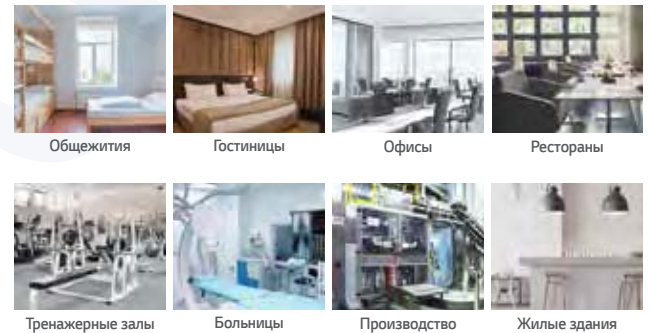 Общежития
Гостиницы
Офисы
Рестораны
Тренажерные залы
Больницы
Производство
Жилые здания